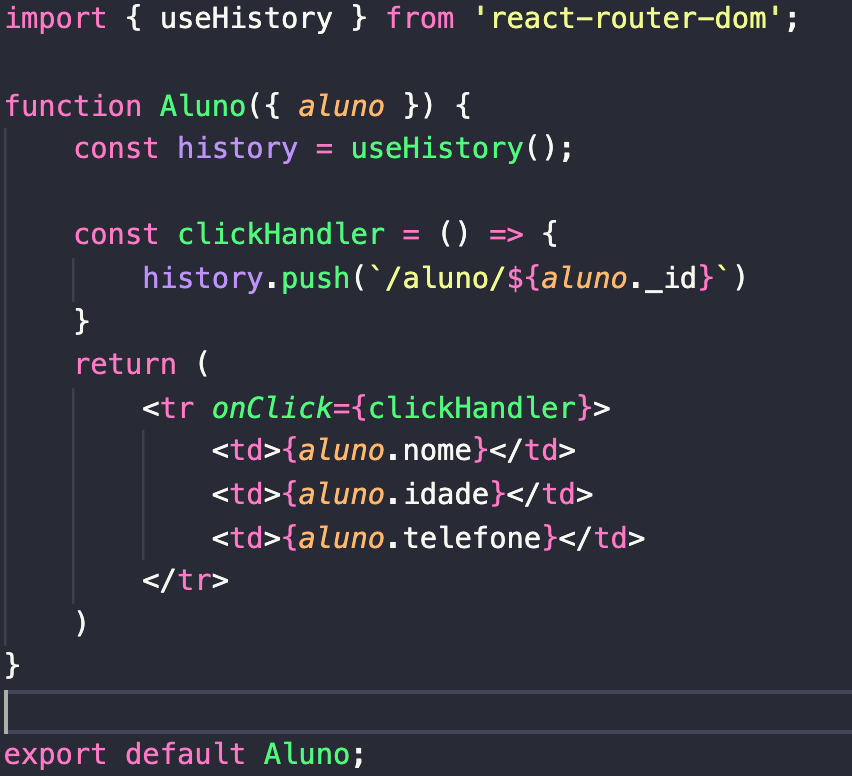 import { useHistory } from 'react-router-dom';
function Aluno({ aluno }) {
const history = useHistory();
const clickHandler = () => {
history.push(`/aluno/${aluno._id}`)
}
return (
<tr onClick={clickHandler}>
<td>{aluno.nome}</td>
<td>{aluno.idade}</td>
<td>{aluno.telefone}</td>
</tr>
)
}
export default Aluno;